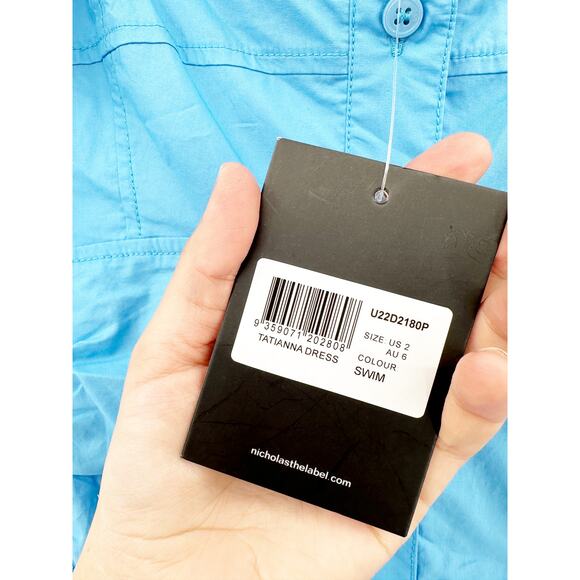 U22D2180P
9 359071 202808
SIZE US 2
AU 6
TATIANNA DRESS
COLOUR
SWIM
nicholasthelabel.com